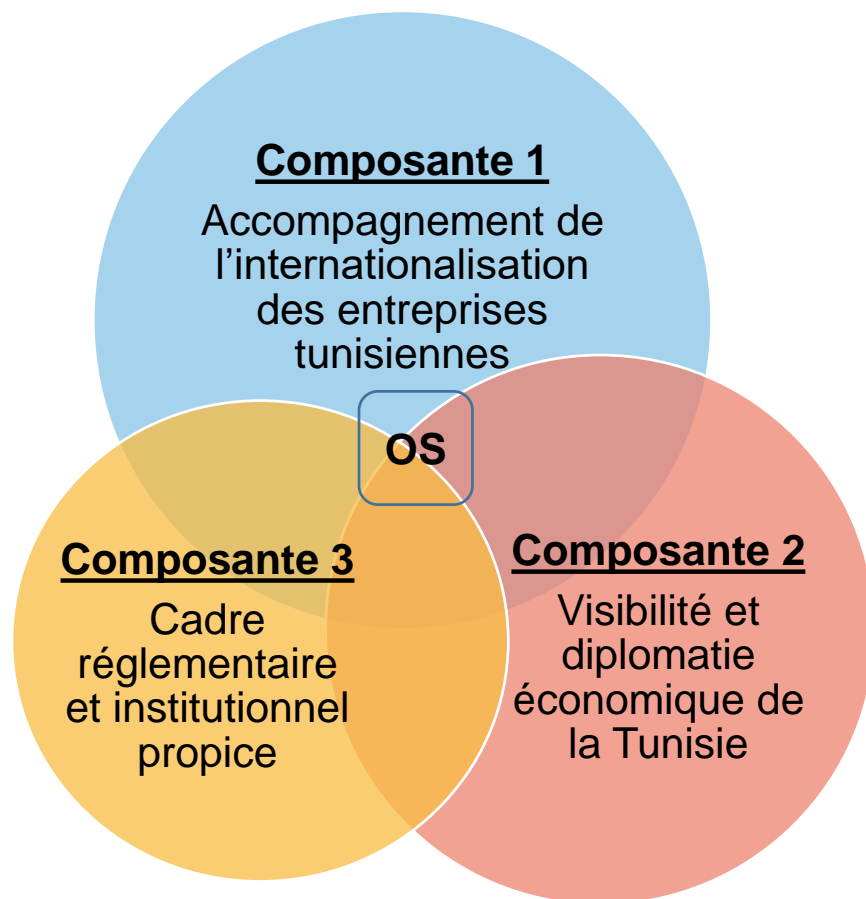 Composante 1
Accompagnement de
l’internationalisation
des entreprises
tunisiennes
OS
Composante 3
Cadre
réglementaire
et institutionnel
propice
Composante 2
Visibilité et
diplomatie
économique de
la Tunisie